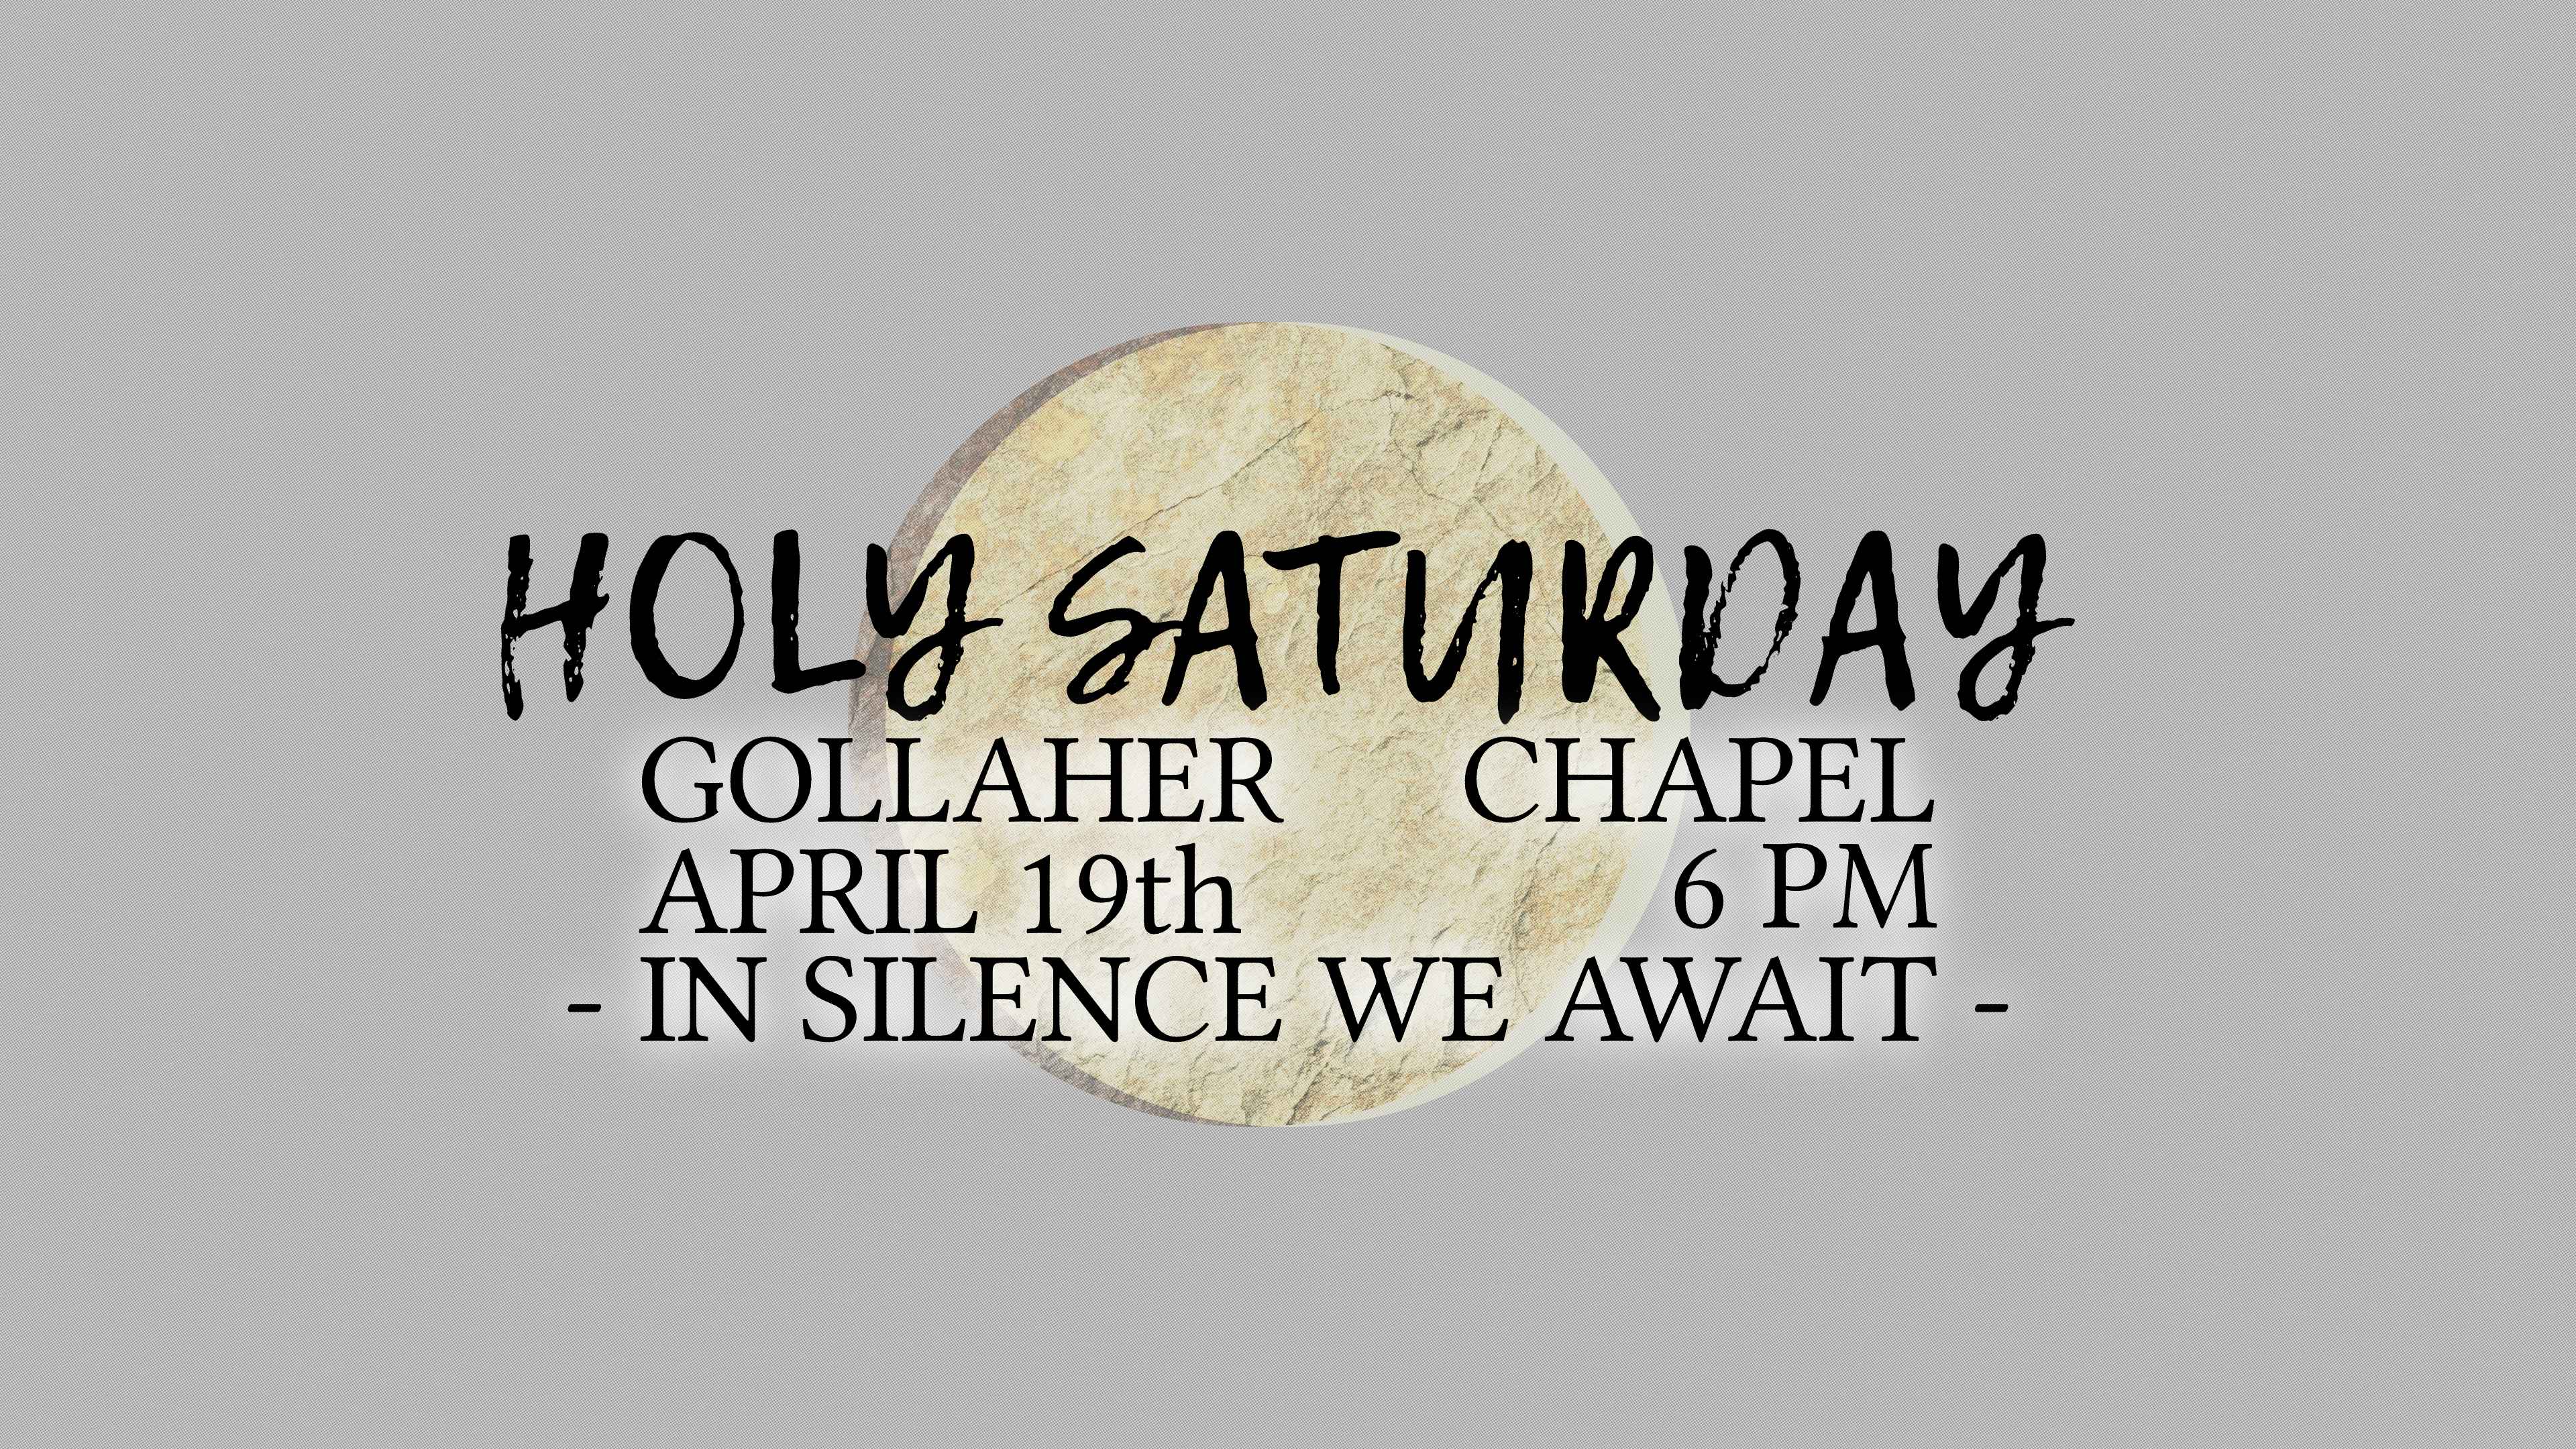 HOLY SATURDAY
GOLLAHER CHAPEL
APRIL 19th 6 PM
- IN SILENCE WE AWAIT -